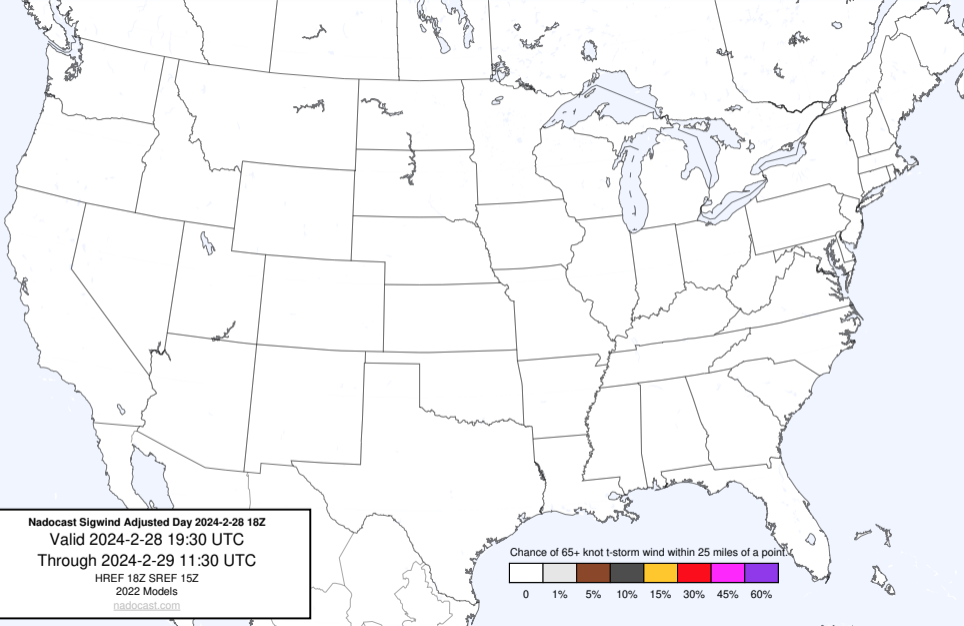 Nadocast Sigwind Adjusted Day 2024-2-28 18Z
Valid 2024-2-28 19:30 UTC
Through 2024-2-29 11:30 UTC
HREF 18Z SREF 15Z
2022 Models
nadocast.com
Chance of 65+ knot t-storm wind within 25 miles of a point.
0 1% 5% 10% 15% 30% 45% 60%